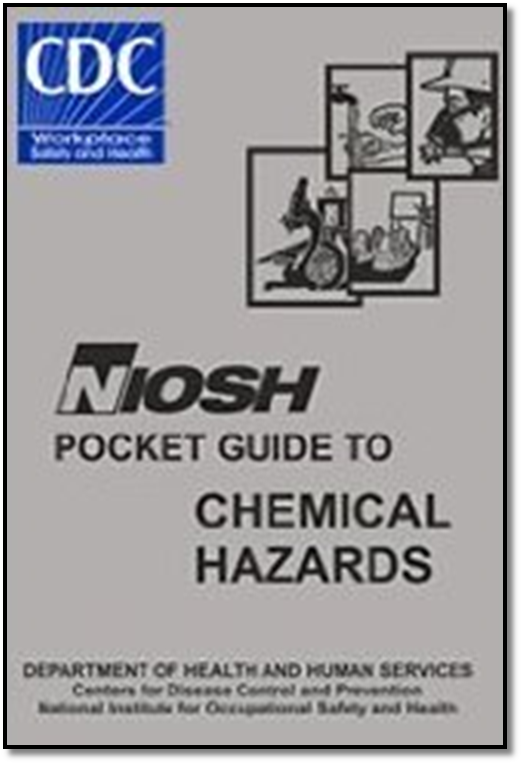 CDC
Workplace
Safety and Health
NIOSH
POCKET GUIDE TO
CHEMICAL
HAZARDS
DEPARTMENT OF HEALTH AND HUMAN SERVICES
Centers for Disease Control and Prevention
National Institute for Occupational Safety and Health